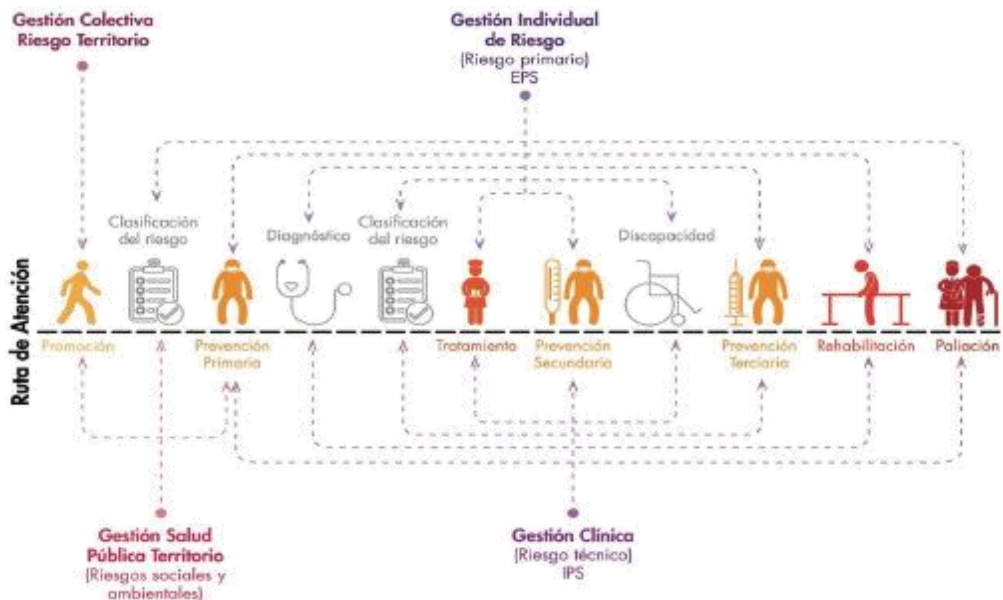 Gestión Colectiva
Riesgo Territorio
Gestión Individual
de Riesgo
(Riesgo primario)
EPS
Clasificación
del riesgo
Diagnóstica
Clasificación
del riesgo
Discapacidad
Ruta de Atención
Promoción
Prevención
Primaria
Tratamiento
Prevención
Secundaria
Prevención
Terciaria
Rehabilitación
Paliación
Gestión Salud
Pública Territorio
(Riesgos sociales y
ambientales)
Gestión Clínica
(Riesgo técnico)
IPS